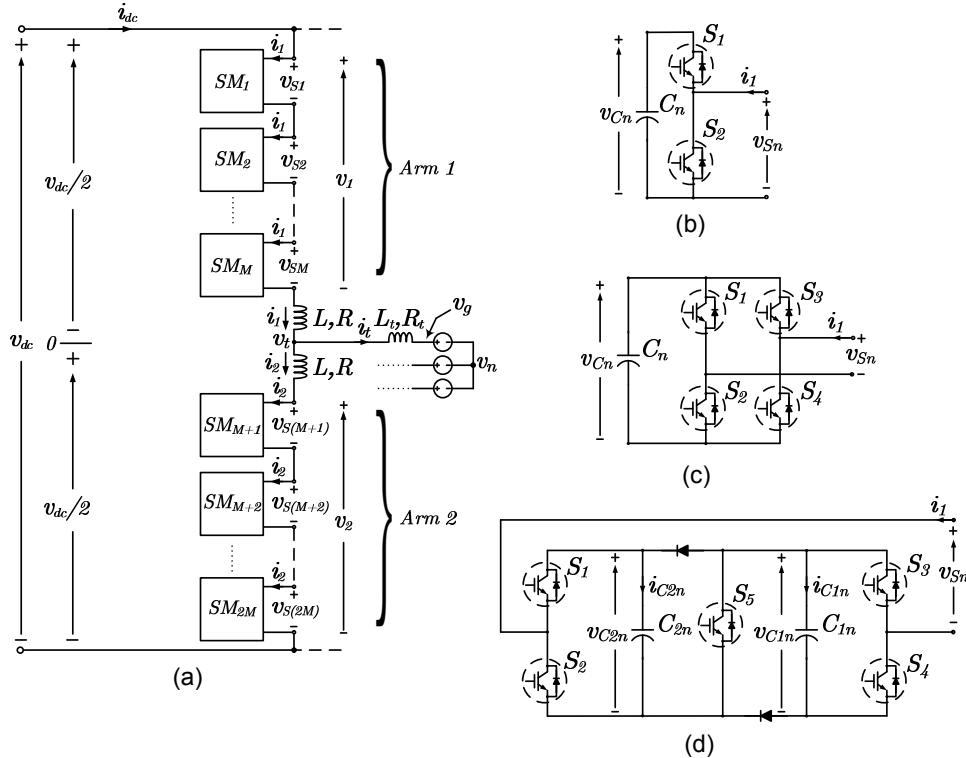 i_dc
+
+
i_1
+
v_S1
−
SM_1
i_1
+
v_S2
−
SM_2
i_1
+
v_SM
−
SM_M
+
v_1
−
Arm 1
v_dc/2
v_dc
0
−
+
i_1
L,R
v_t
i_t
L_t,R_t
v_g
v_n
i_2
L,R
i_2
+
v_S(M+1)
−
SM_M+1
i_2
+
v_S(M+2)
−
SM_M+2
i_2
+
v_S(2M)
−
SM_2M
+
v_2
−
Arm 2
v_dc/2
−
−
(a)
S_1
S_2
+
v_Cn
−
C_n
i_1
+
v_Sn
−
(b)
S_1
S_3
S_2
S_4
+
v_Cn
−
C_n
i_1
+
v_Sn
−
(c)
i_1
+
v_Sn
−
S_1
S_2
+
v_C2n
−
i_C2n
C_2n
S_5
+
v_C1n
−
i_C1n
C_1n
S_3
S_4
(d)